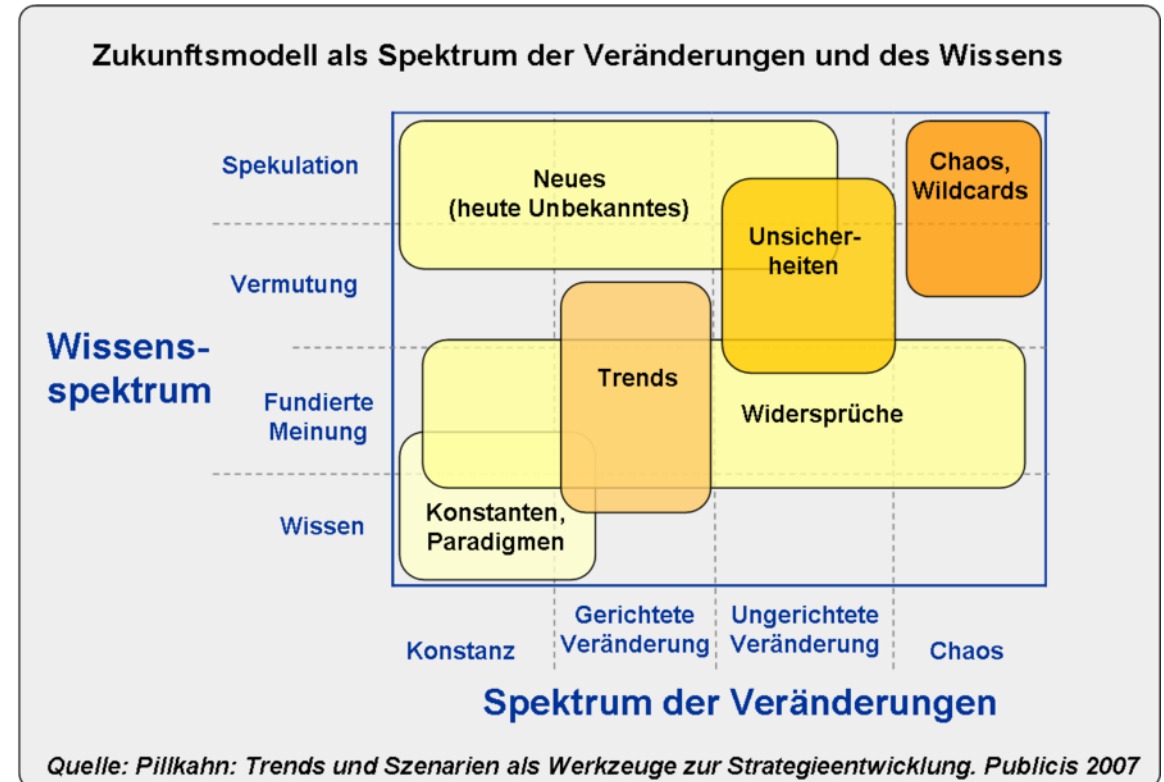 Zukunftsmodell als Spektrum der Veränderungen und des Wissens
Spekulation
Neues
(heute Unbekanntes)
Chaos,
Wildcards
Unsicher-
heiten
Vermutung
Wissens-
spektrum
Trends
Fundierte
Meinung
Widersprüche
Wissen
Konstanten,
Paradigmen
Konstanz
Gerichtete
Veränderung
Ungerichtete
Veränderung
Chaos
Spektrum der Veränderungen
Quelle: Pillkahn: Trends und Szenarien als Werkzeuge zur Strategieentwicklung. Publicis 2007